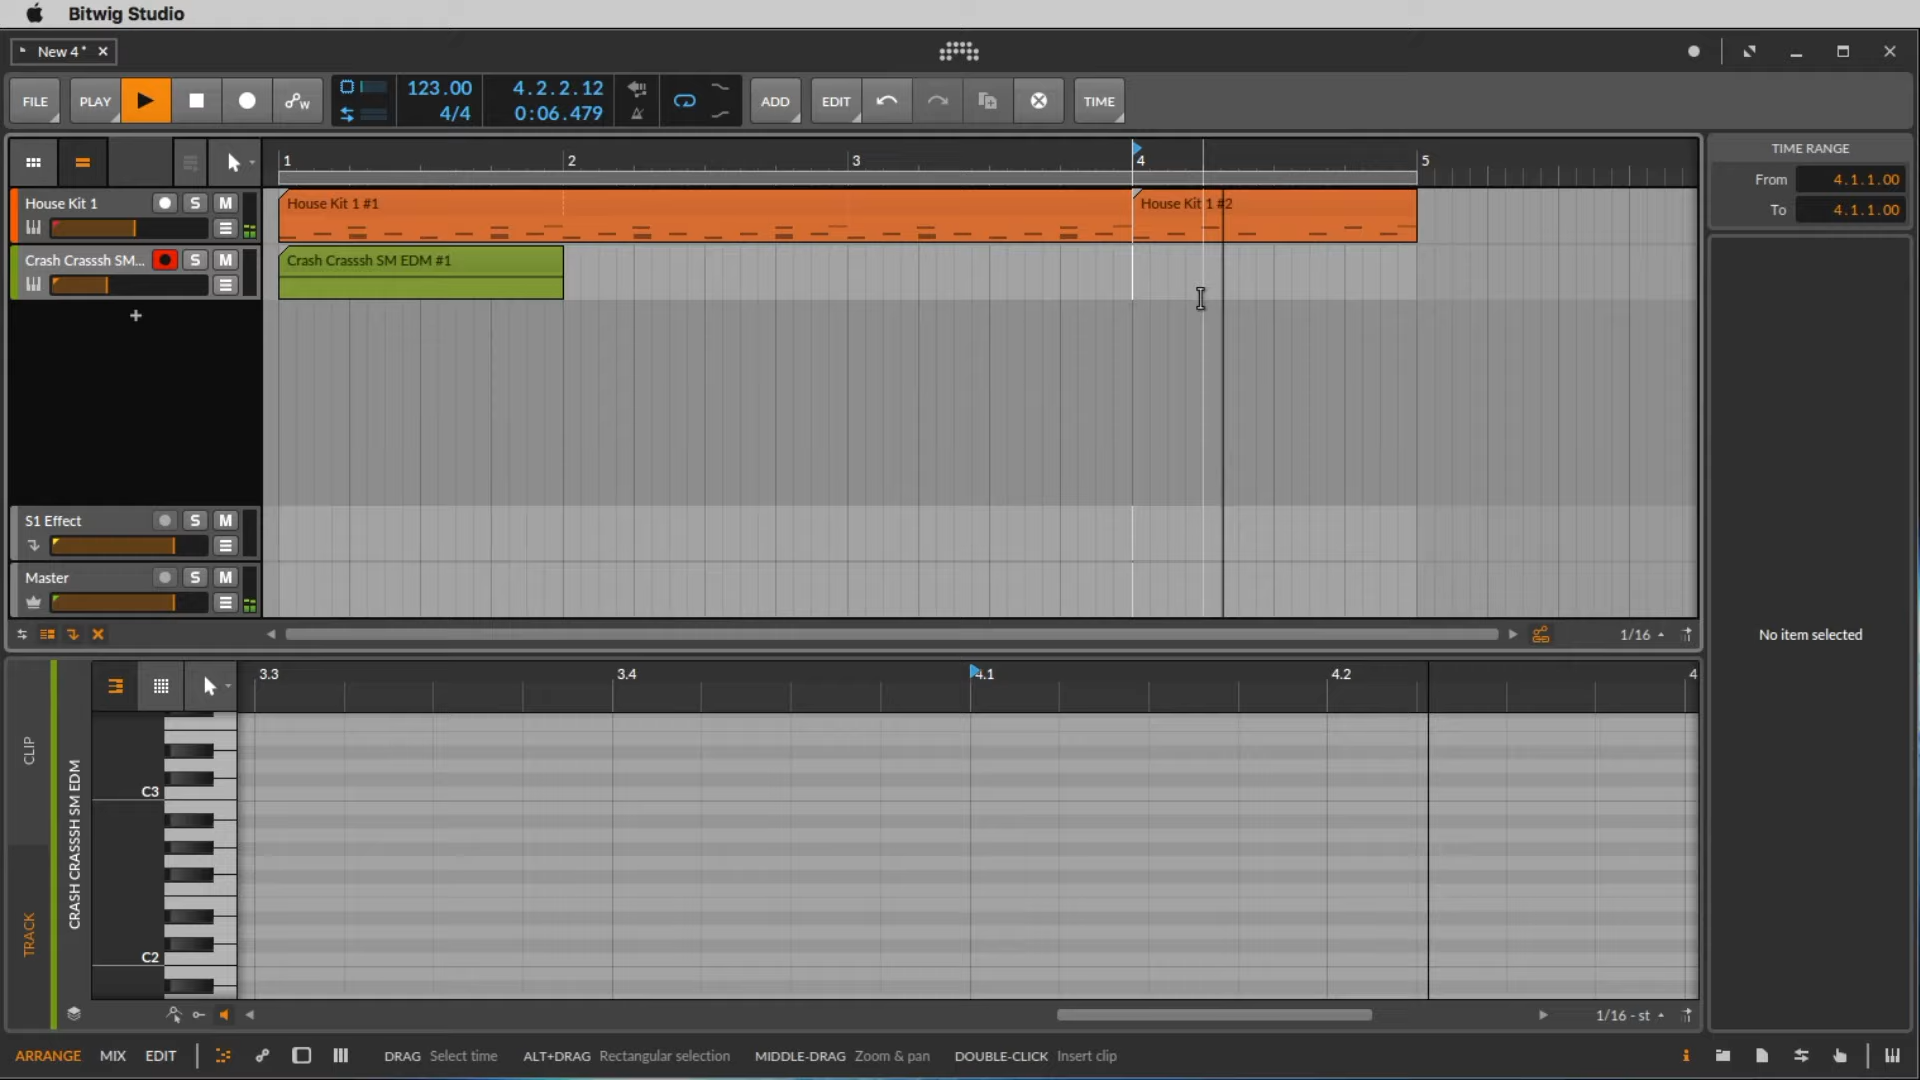 Bitwig Studio
New 4*
FILE
PLAY
123.00
4/4
4.2.2.12
0:06.479
ADD
EDIT
TIME
1
2
3
4
5
TIME RANGE
From
4.1.1.00
To
4.1.1.00
House Kit 1
S
M
House Kit 1 #1
House Kit 1 #2
Crash Crasssh SM...
S
M
Crash Crasssh SM EDM #1
S1 Effect
S
M
Master
S
M
1/16
No item selected
CLIP
TRACK
CRASH CRASSSH SM EDM
3.3
3.4
4.1
4.2
4
C3
C2
1/16 - st
ARRANGE
MIX
EDIT
DRAG Select time
ALT+DRAG Rectangular selection
MIDDLE-DRAG Zoom & pan
DOUBLE-CLICK Insert clip